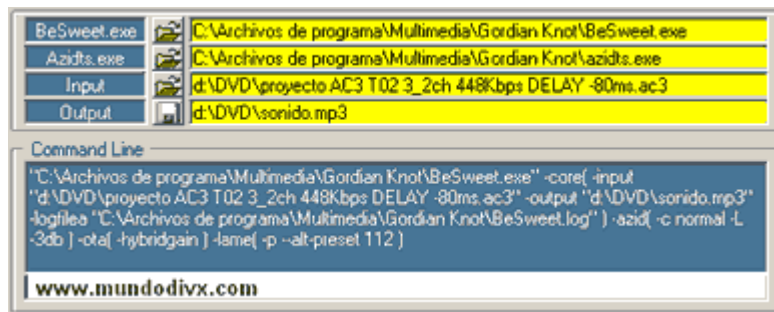 BeSweet.exe C:\Archivos de programa\Multimedia\Gordian Knot\BeSweet.exe
Azidts.exe C:\Archivos de programa\Multimedia\Gordian Knot\azidts.exe
Input d:\DVD\proyecto AC3 T02 3_2ch 448Kbps DELAY -80ms.ac3
Output d:\DVD\sonido.mp3
Command Line
"C:\Archivos de programa\Multimedia\Gordian Knot\BeSweet.exe" -core( -input
"d:\DVD\proyecto AC3 T02 3_2ch 448Kbps DELAY -80ms.ac3" -output "d:\DVD\sonido.mp3"
-logfilea "C:\Archivos de programa\Multimedia\Gordian Knot\BeSweet.log" ) -azid( -c normal -L
-3db ) -ota( -hybridgain ) -lame( -p --alt-preset 112 )
www.mundodivx.com